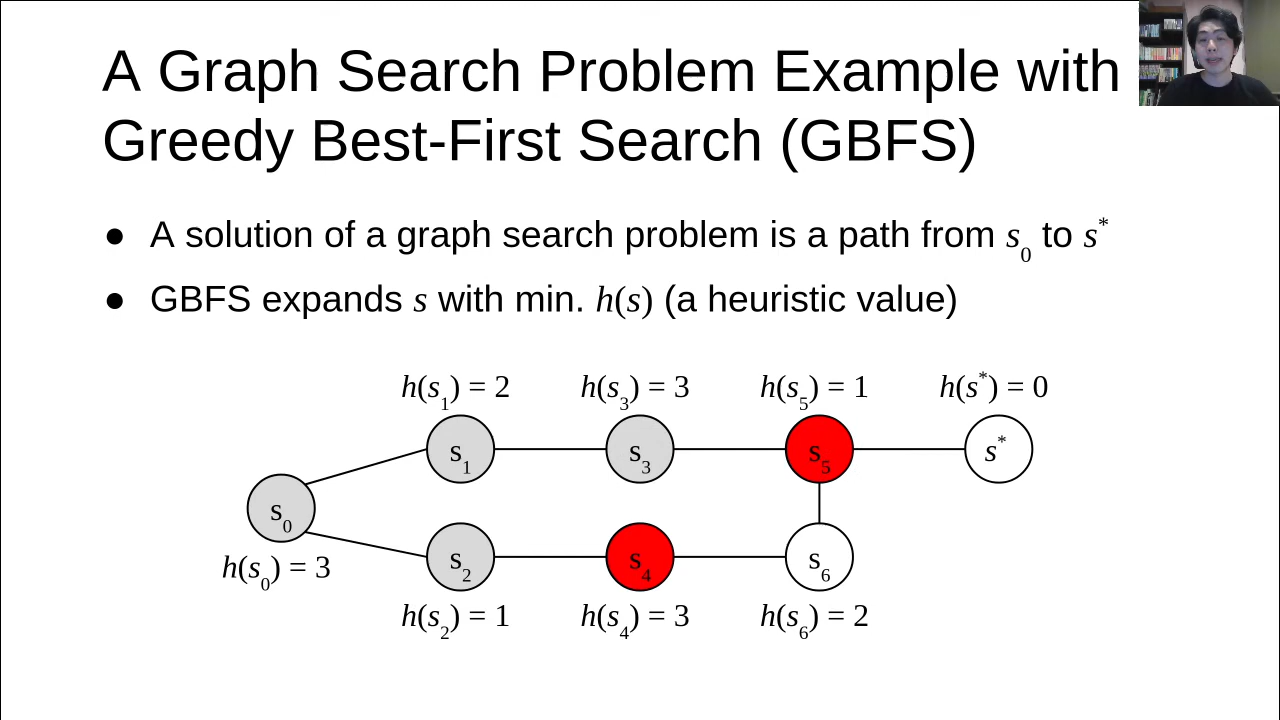 A Graph Search Problem Example with
Greedy Best-First Search (GBFS)
● A solution of a graph search problem is a path from s₀ to s*
● GBFS expands s with min. h(s) (a heuristic value)
h(s₁) = 2 h(s₃) = 3 h(s₅) = 1 h(s*) = 0
s₁ s₃ s₅ s*
s₀
h(s₀) = 3
s₂ s₄ s₆
h(s₂) = 1 h(s₄) = 3 h(s₆) = 2